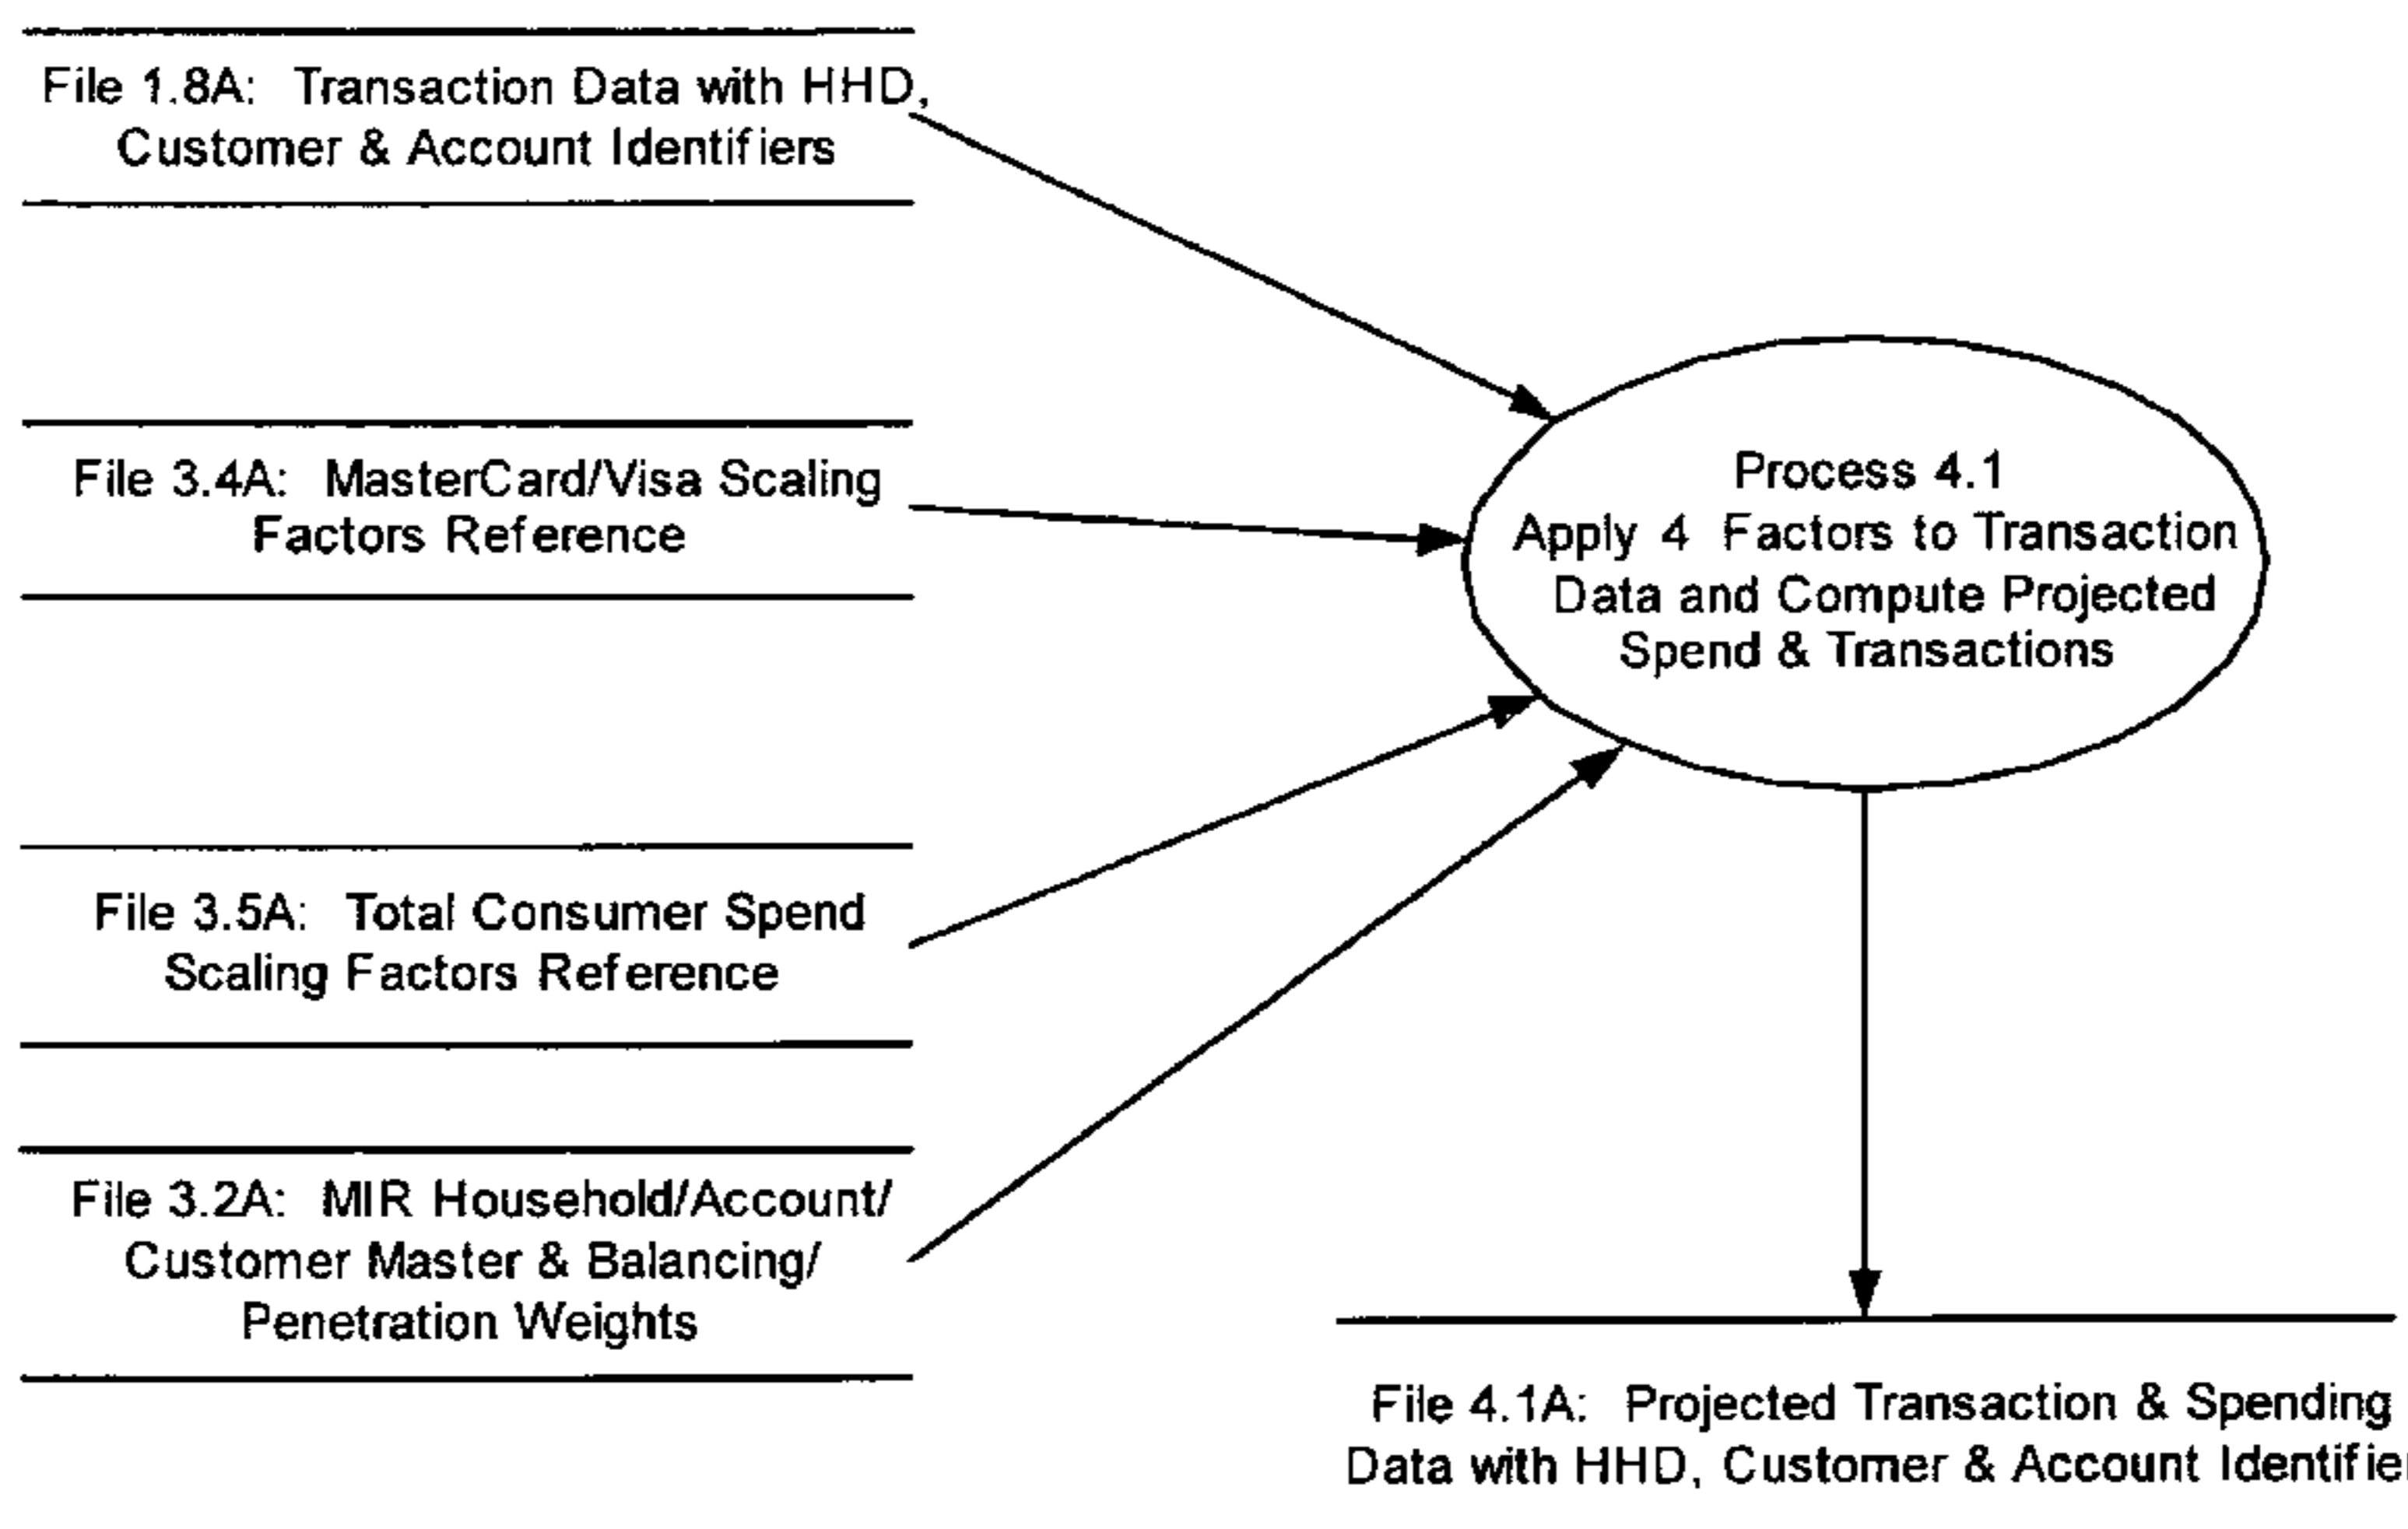 File 1.8A: Transaction Data with HHD,
Customer & Account Identifiers
File 3.4A: MasterCard/Visa Scaling
Factors Reference
Process 4.1
Apply 4 Factors to Transaction
Data and Compute Projected
Spend & Transactions
File 3.5A: Total Consumer Spend
Scaling Factors Reference
File 3.2A: MIR Household/Account/
Customer Master & Balancing/
Penetration Weights
File 4.1A: Projected Transaction & Spending
Data with HHD, Customer & Account